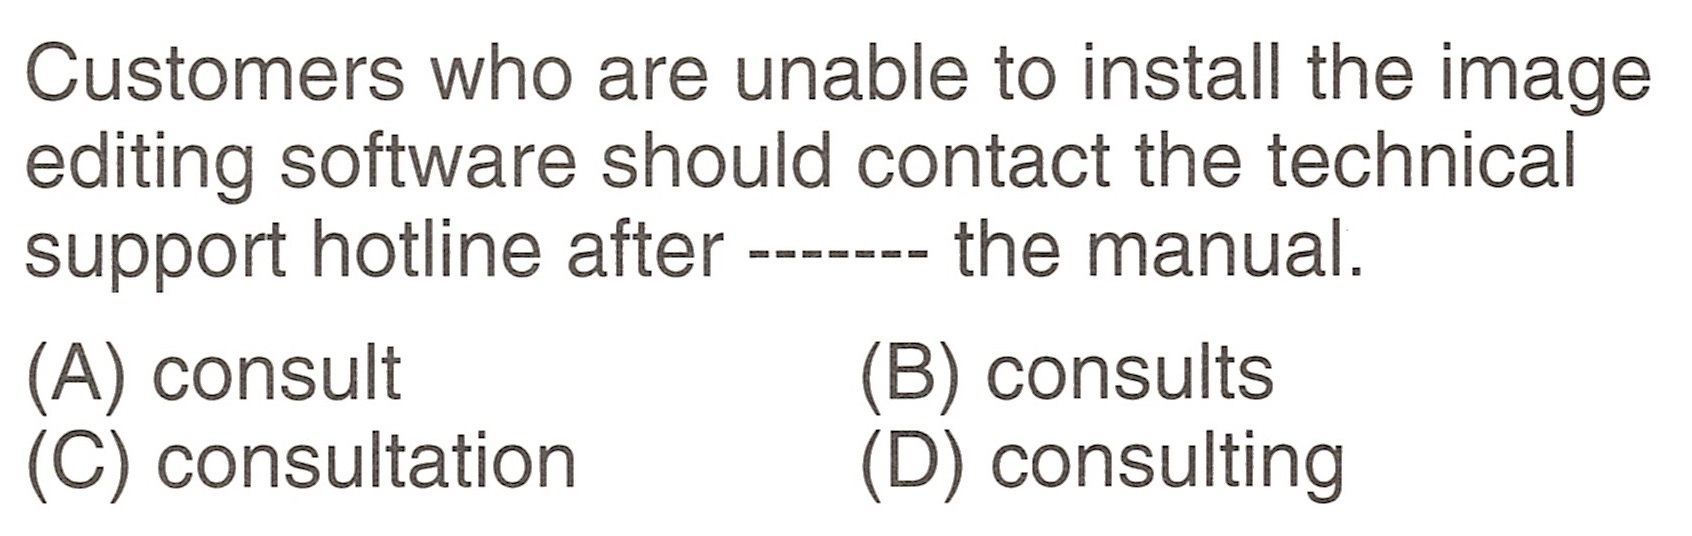 Customers who are unable to install the image
editing software should contact the technical
support hotline after ------- the manual.
(A) consult (B) consults
(C) consultation (D) consulting